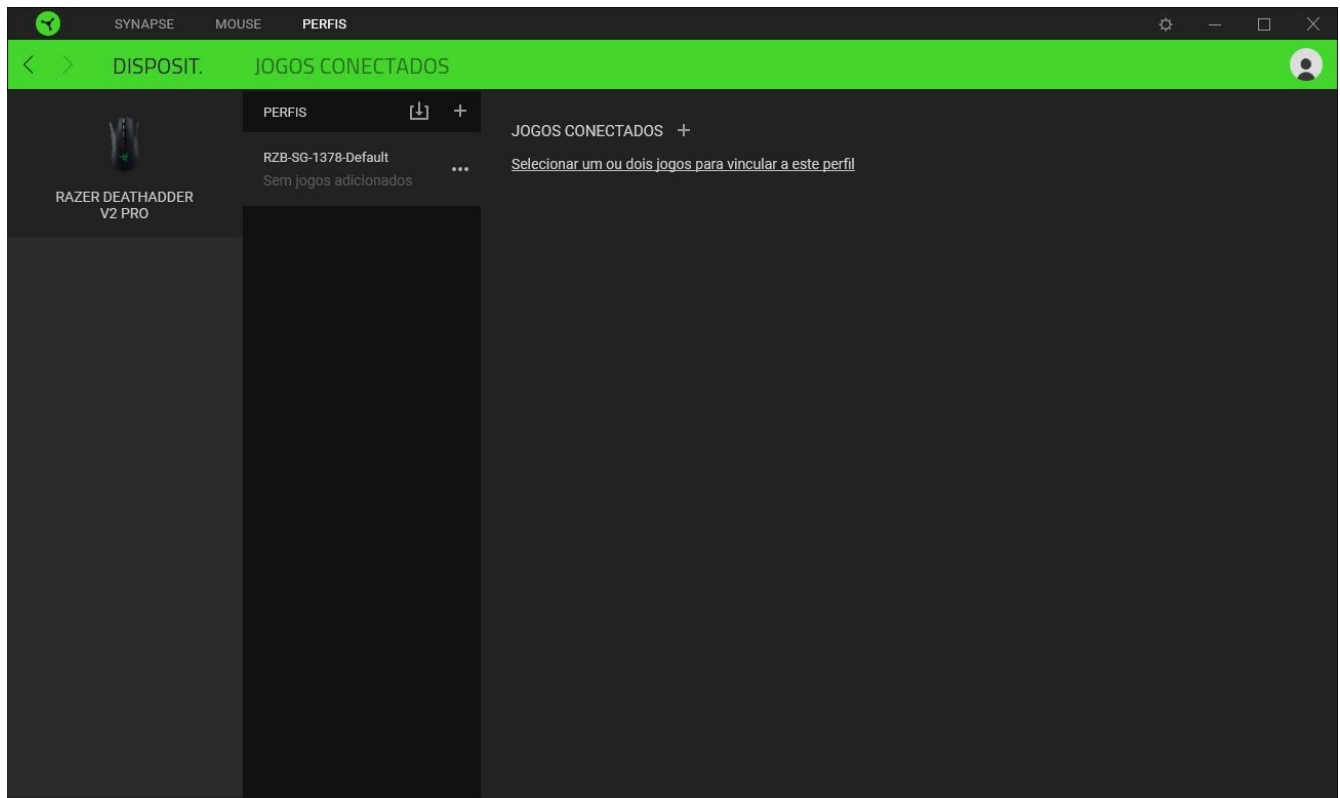 SYNAPSE MOUSE PERFIS
DISPOSIT. JOGOS CONECTADOS
RAZER DEATHADDER
V2 PRO
PERFIS
RZB-SG-1378-Default
Sem jogos adicionados
JOGOS CONECTADOS
Selecionar um ou dois jogos para vincular a este perfil